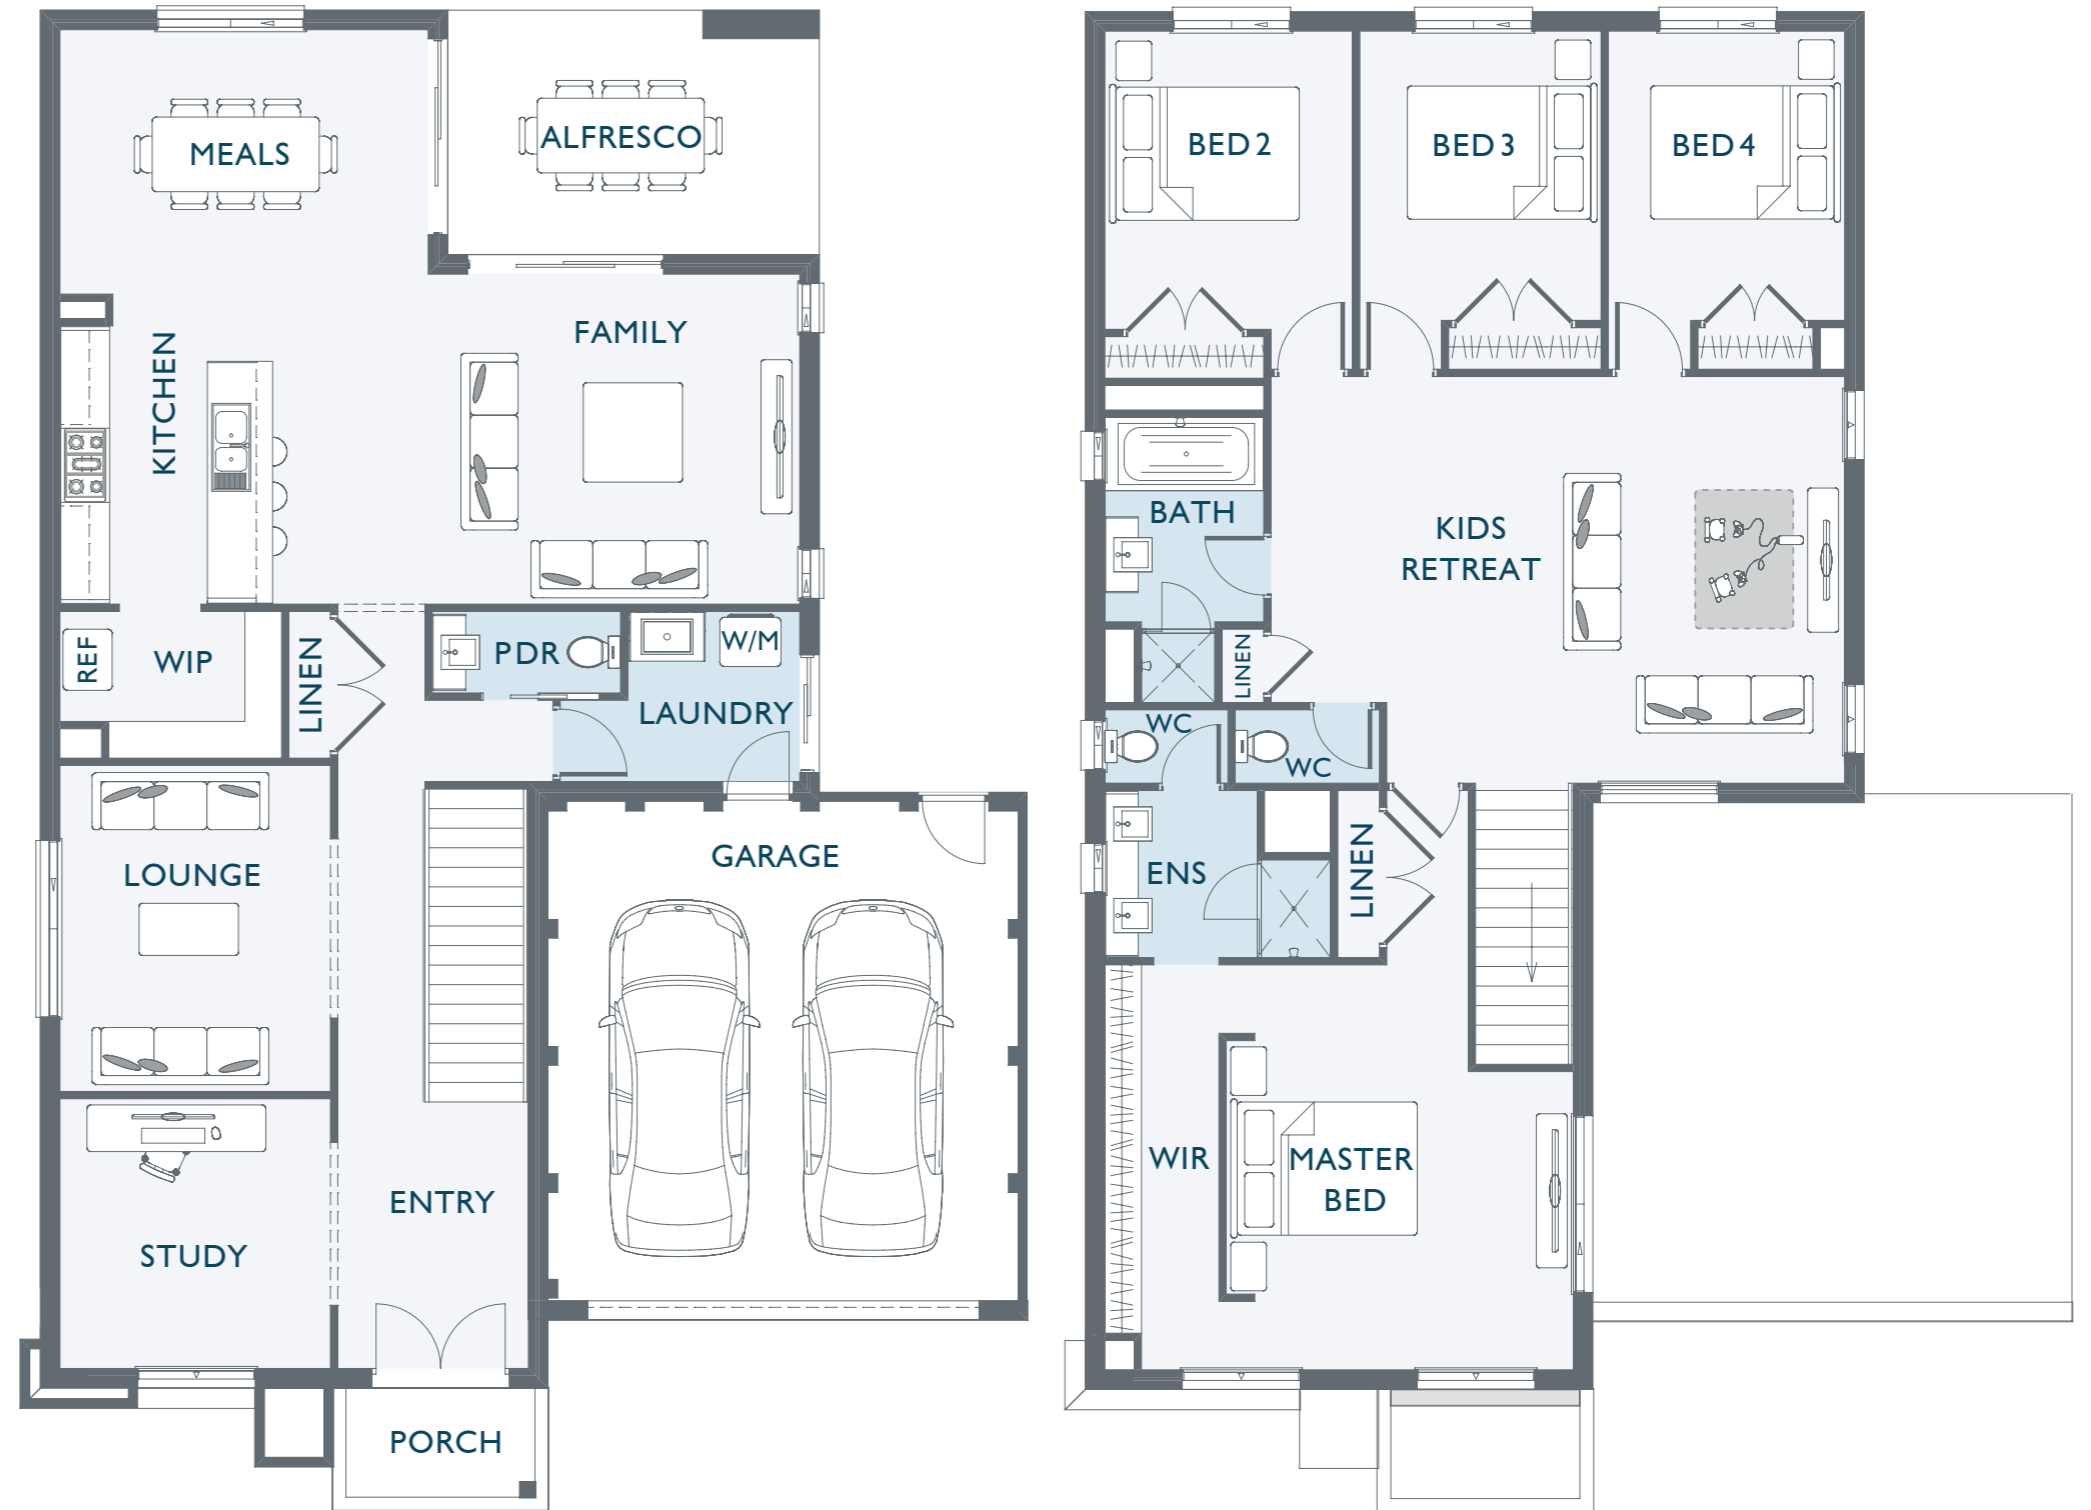 MEALS
ALFRESCO
FAMILY
KITCHEN
REF
WIP
LINEN
PDR
W/M
LAUNDRY
LOUNGE
GARAGE
STUDY
ENTRY
PORCH
BED 2
BED 3
BED 4
BATH
KIDS
RETREAT
LINEN
WC
WC
ENS
LINEN
WIR
MASTER
BED